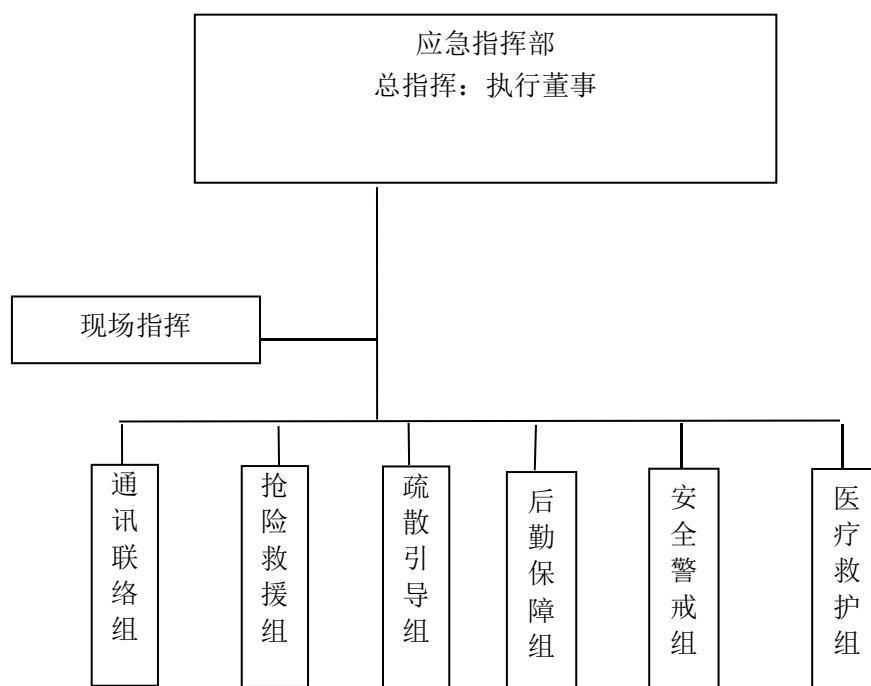 应急指挥部
总指挥：执行董事
现场指挥
通讯联络组
抢险救援组
疏散引导组
后勤保障组
安全警戒组
医疗救护组